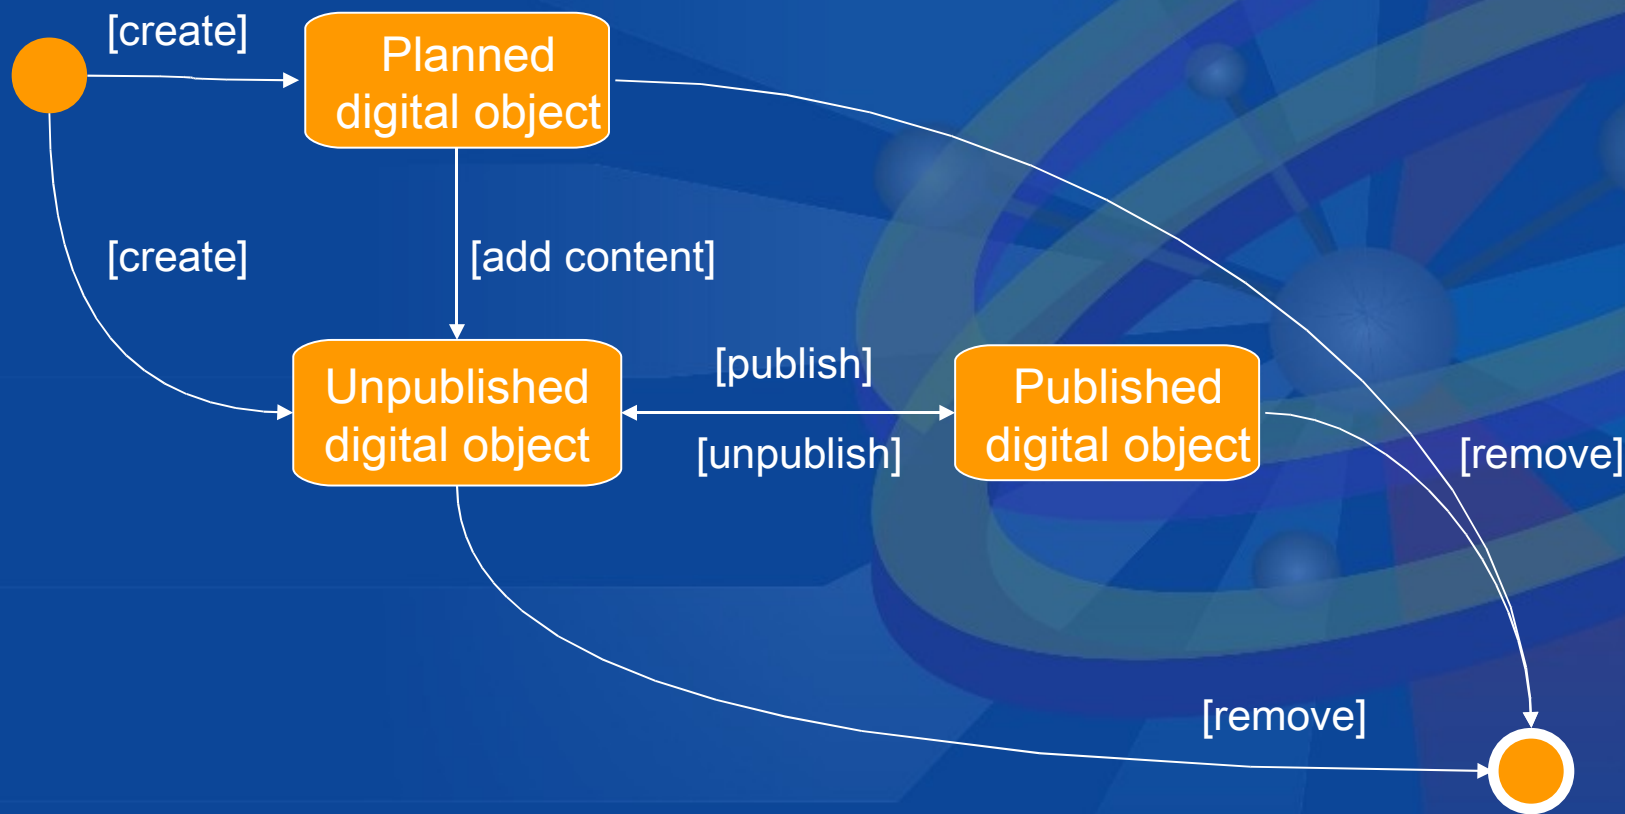 [create]
Planned
digital object
[create]
[add content]
Unpublished
digital object
[publish]
[unpublish]
Published
digital object
[remove]
[remove]